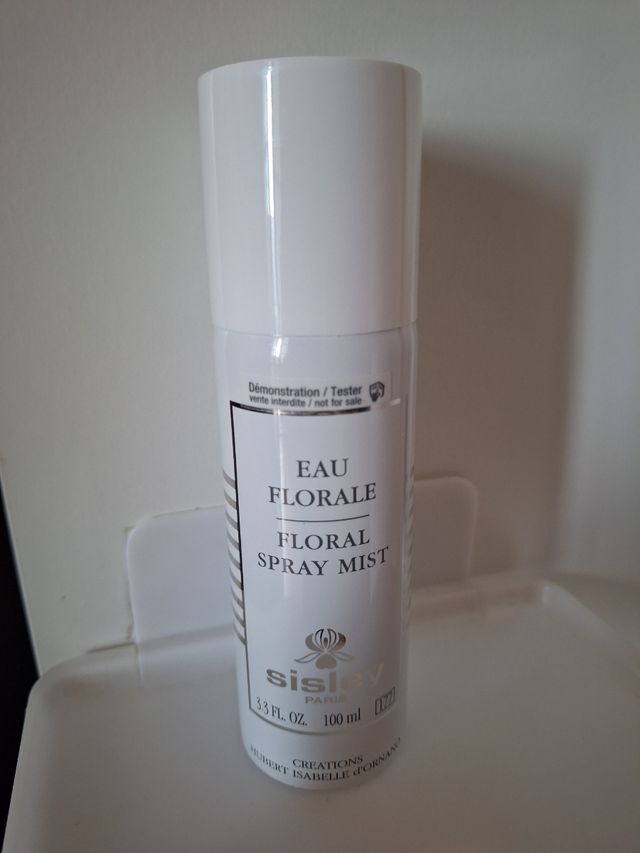 Démonstration / Tester
vente interdite / not for sale
EAU
FLORALE
FLORAL
SPRAY MIST
sisley
PARIS
3.3 FL. OZ. 100 ml 177
CREATIONS
HUBERT ISABELLE d'ORNANO